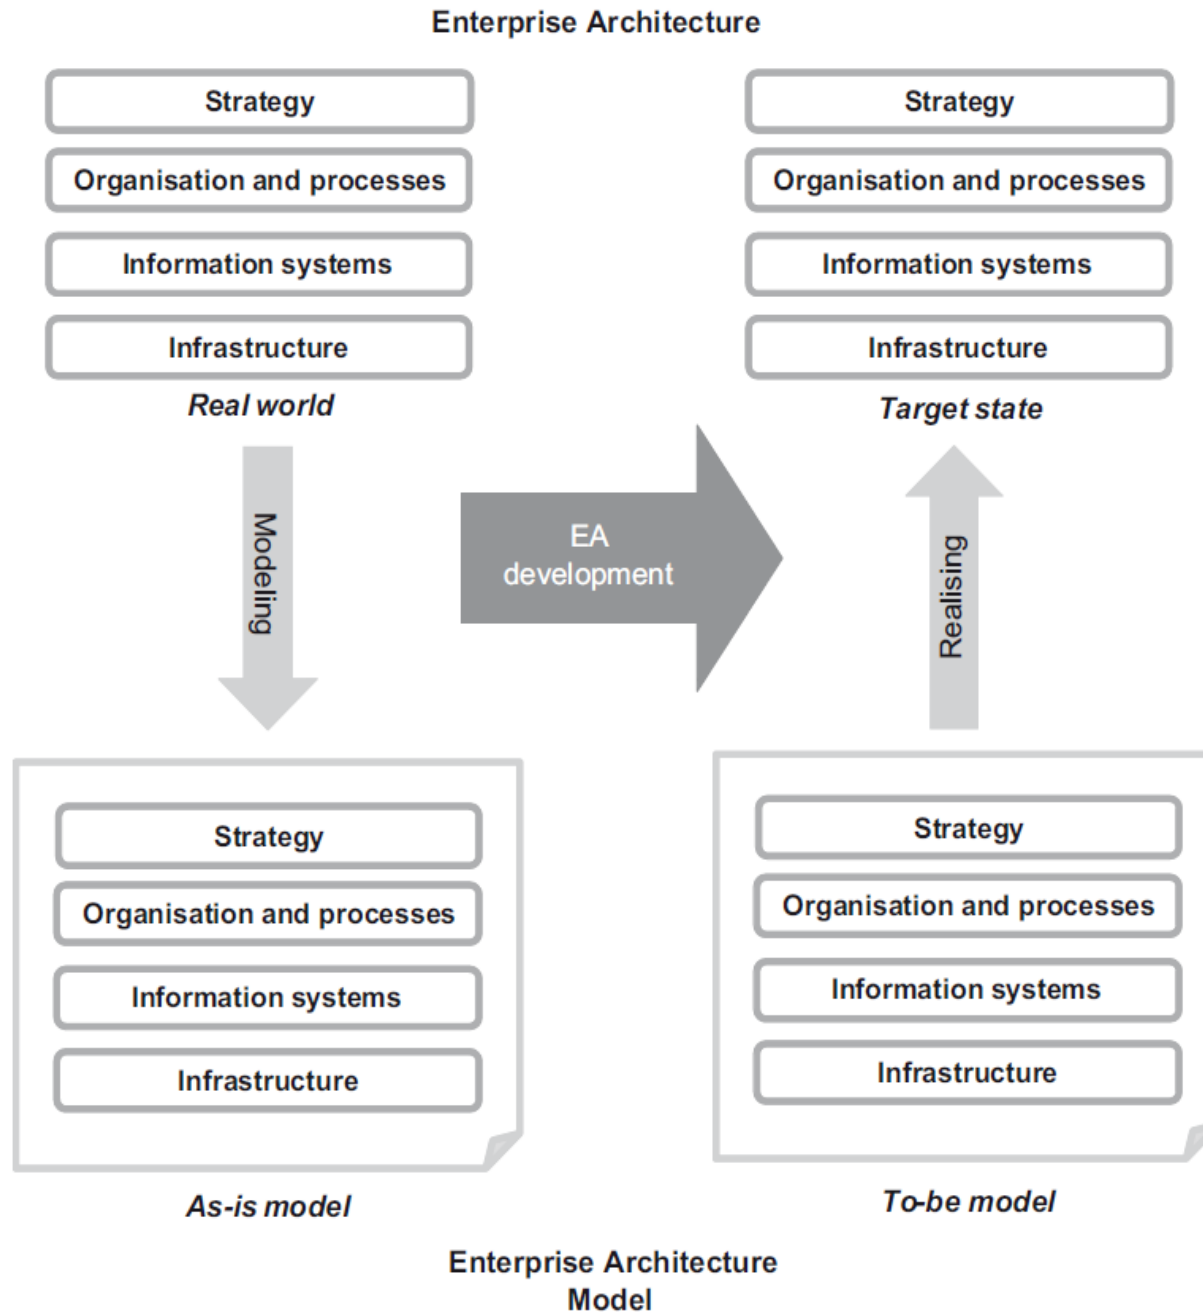 Enterprise Architecture
Strategy
Organisation and processes
Information systems
Infrastructure
Real world
Strategy
Organisation and processes
Information systems
Infrastructure
Target state
Modeling
EA
development
Realising
Strategy
Organisation and processes
Information systems
Infrastructure
As-is model
Strategy
Organisation and processes
Information systems
Infrastructure
To-be model
Enterprise Architecture
Model